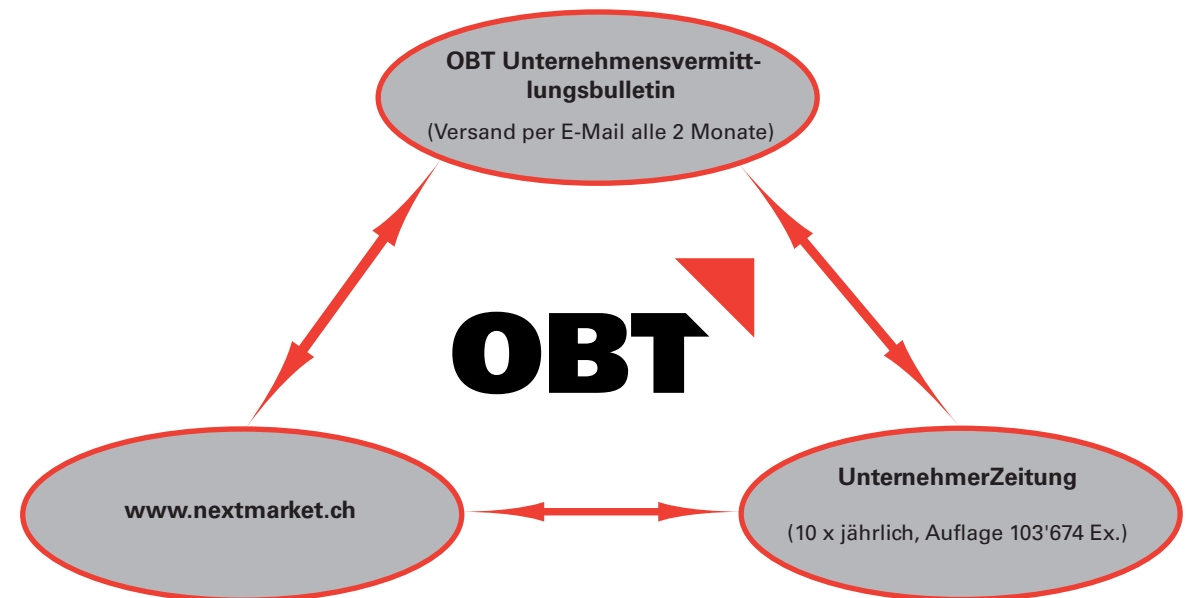 OBT Unternehmensvermitt-
lungsbulletin
(Versand per E-Mail alle 2 Monate)
OBT
www.nextmarket.ch
UnternehmerZeitung
(10 x jährlich, Auflage 103'674 Ex.)